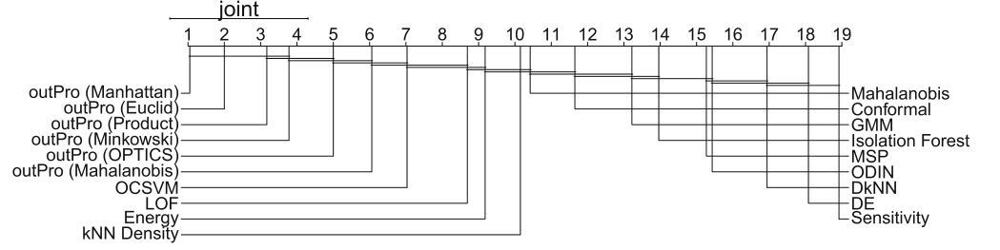 joint
1 2 3 4 5 6 7 8 9 10 11 12 13 14 15 16 17 18 19
outPro (Manhattan)
outPro (Euclid)
outPro (Product)
outPro (Minkowski)
outPro (OPTICS)
outPro (Mahalanobis)
OCSVM
LOF
Energy
kNN Density
Mahalanobis
Conformal
GMM
Isolation Forest
MSP
ODIN
DkNN
DE
Sensitivity